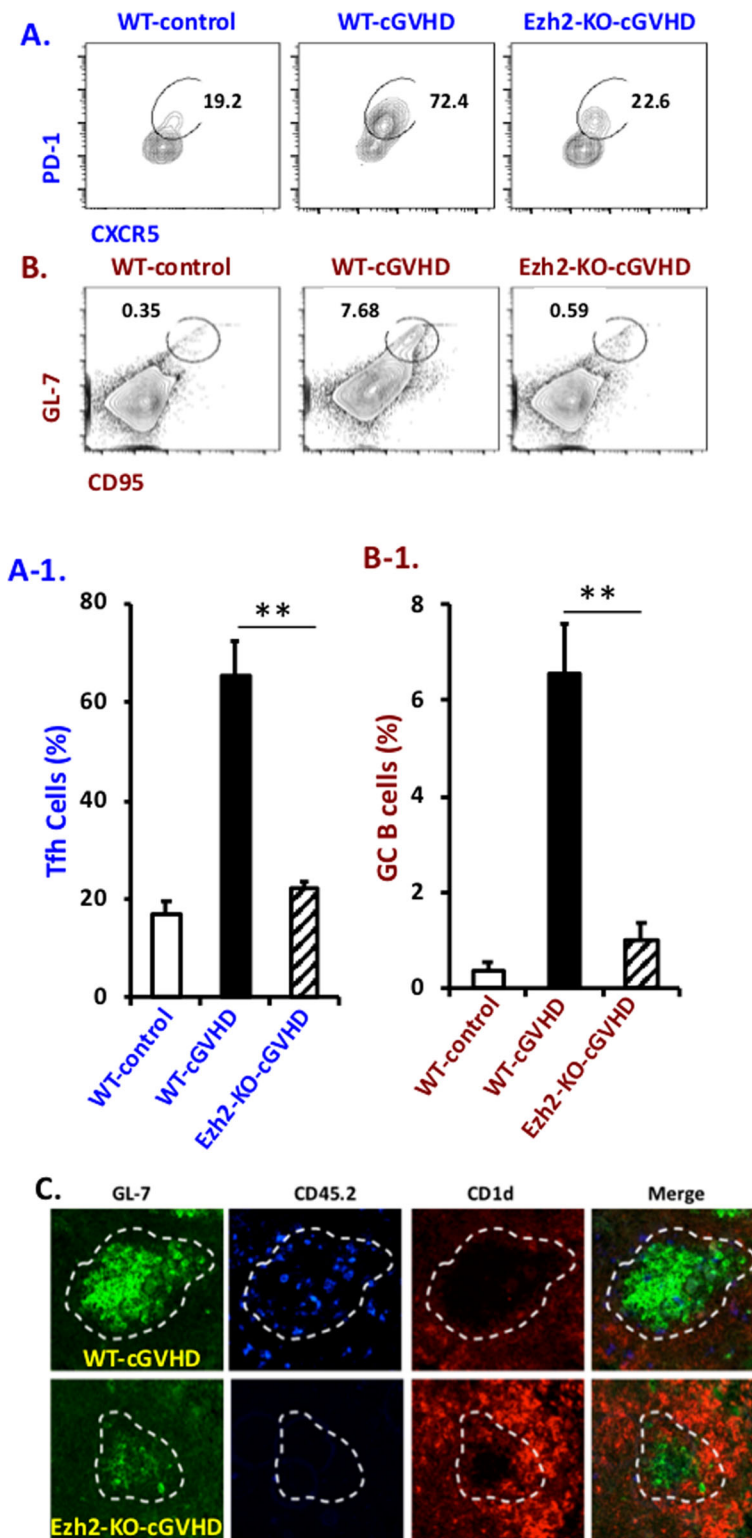 A.
WT-control WT-cGVHD Ezh2-KO-cGVHD
19.2 72.4 22.6
PD-1
CXCR5
B.
WT-control WT-cGVHD Ezh2-KO-cGVHD
0.35 7.68 0.59
GL-7
CD95
A-1.
80
60
40
20
0
Tfh Cells (%)
**
WT-control
WT-cGVHD
Ezh2-KO-cGVHD
B-1.
8
6
4
2
0
GC B cells (%)
**
WT-control
WT-cGVHD
Ezh2-KO-cGVHD
C.
GL-7 CD45.2 CD1d Merge
WT-cGVHD
Ezh2-KO-cGVHD